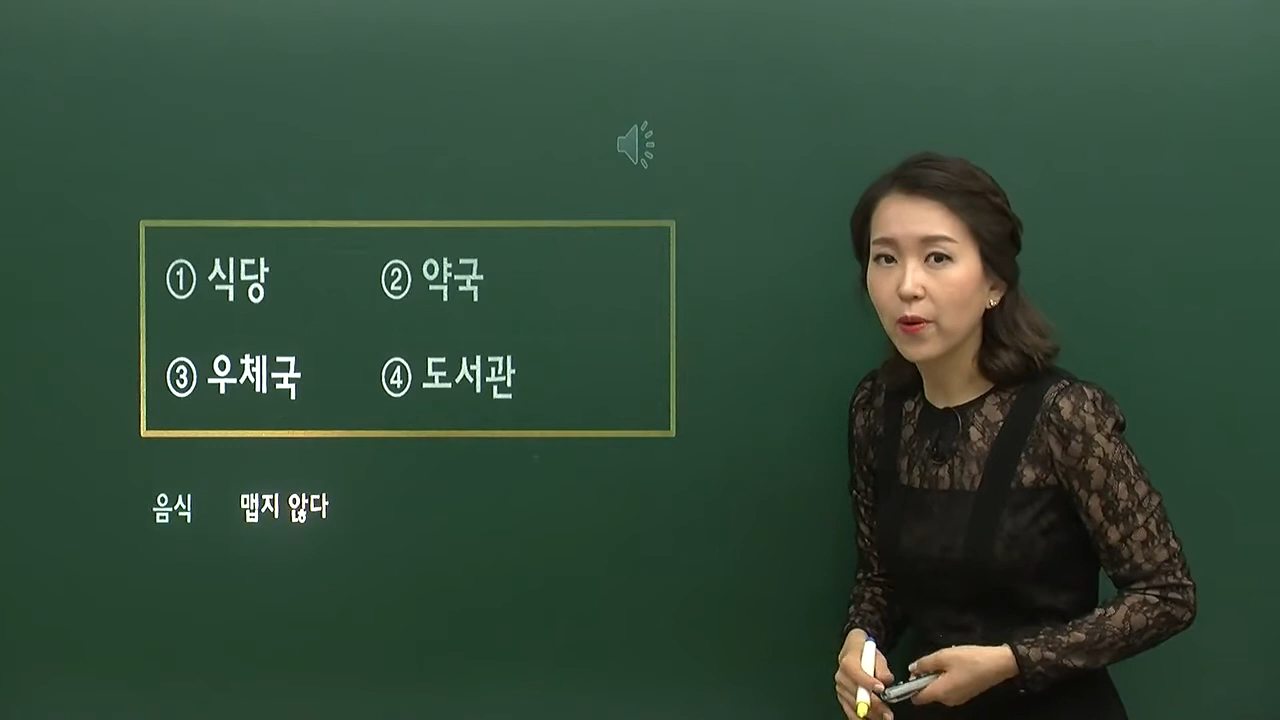 ① 식당 ② 약국
③ 우체국 ④ 도서관
음식 맵지 않다